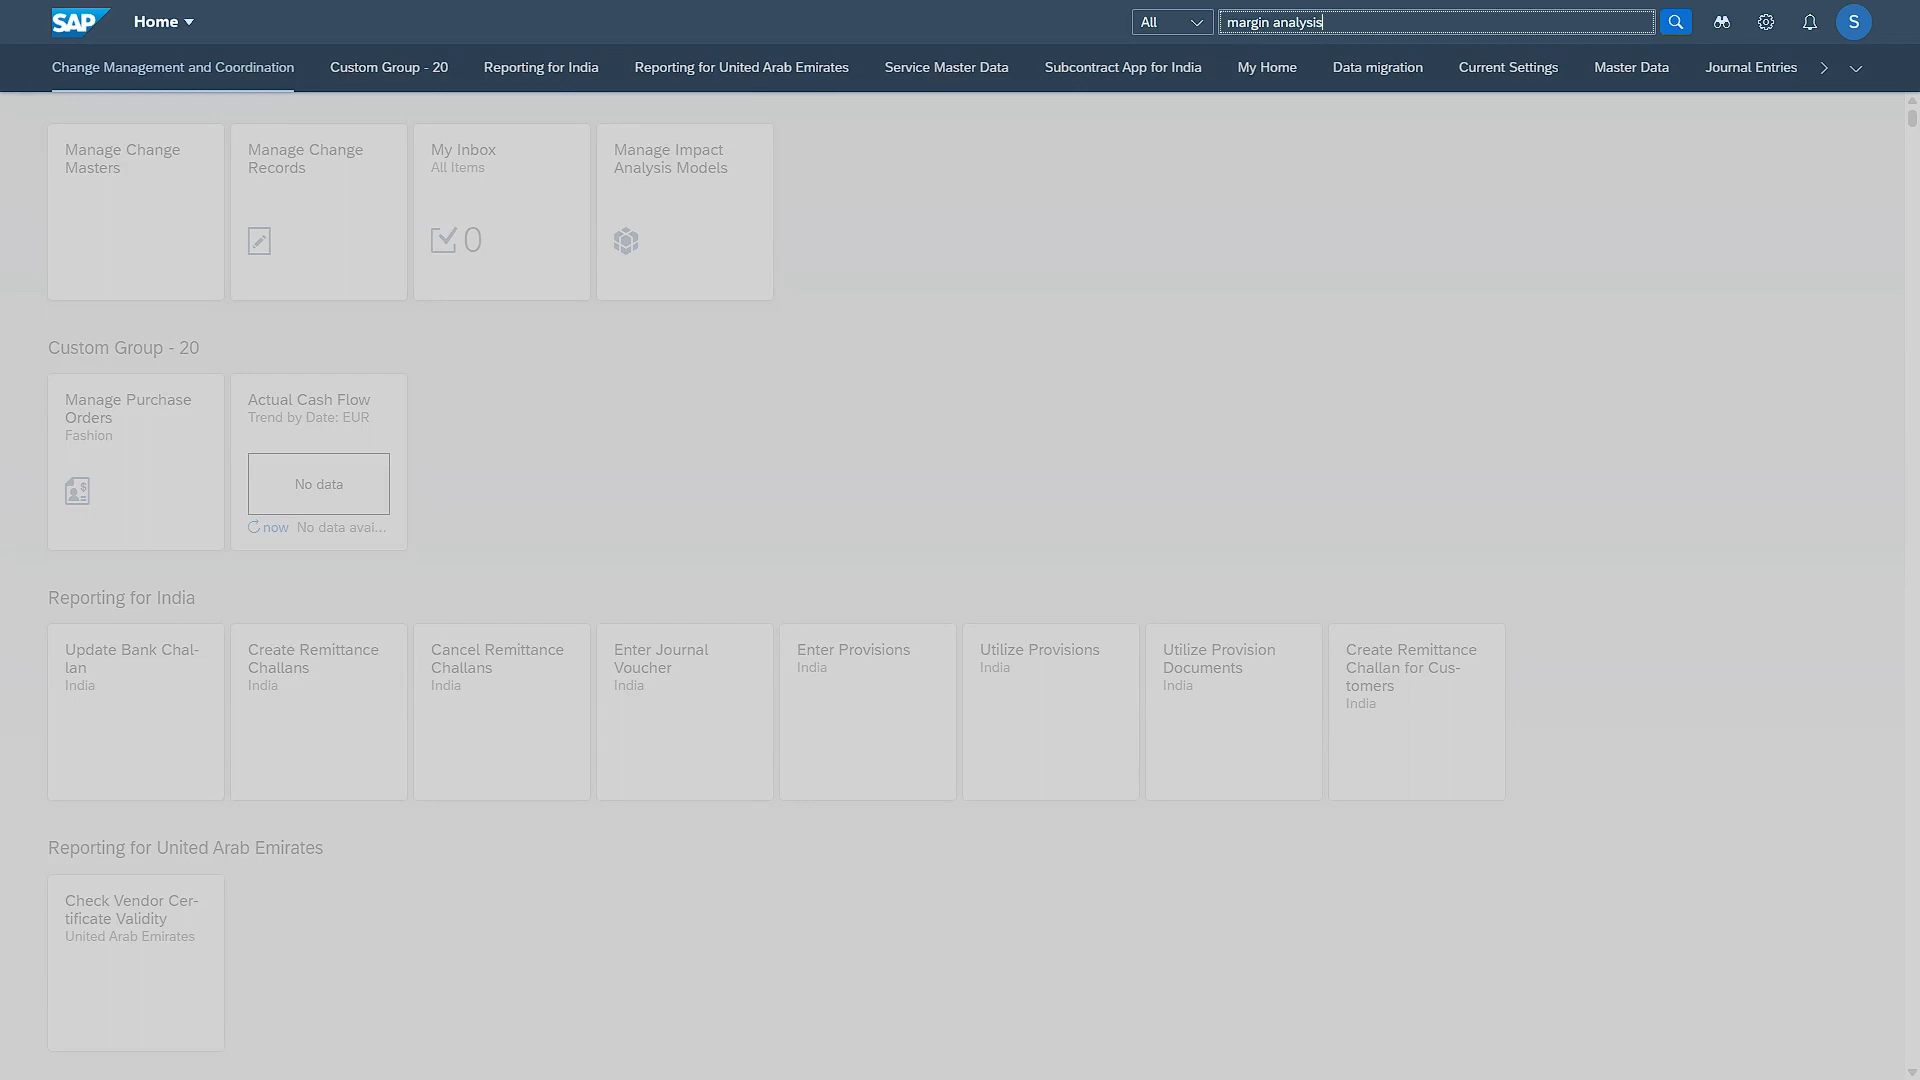 SAP Home All margin analysis S
Change Management and Coordination Custom Group - 20 Reporting for India Reporting for United Arab Emirates Service Master Data Subcontract App for India My Home Data migration Current Settings Master Data Journal Entries
Manage Change
Masters
Manage Change
Records
My Inbox
All Items
0
Manage Impact
Analysis Models
Custom Group - 20
Manage Purchase
Orders
Fashion
Actual Cash Flow
Trend by Date: EUR
No data
now No data avai...
Reporting for India
Update Bank Chal-
lan
India
Create Remittance
Challans
India
Cancel Remittance
Challans
India
Enter Journal
Voucher
India
Enter Provisions
India
Utilize Provisions
India
Utilize Provision
Documents
India
Create Remittance
Challan for Cus-
tomers
India
Reporting for United Arab Emirates
Check Vendor Cer-
tificate Validity
United Arab Emirates